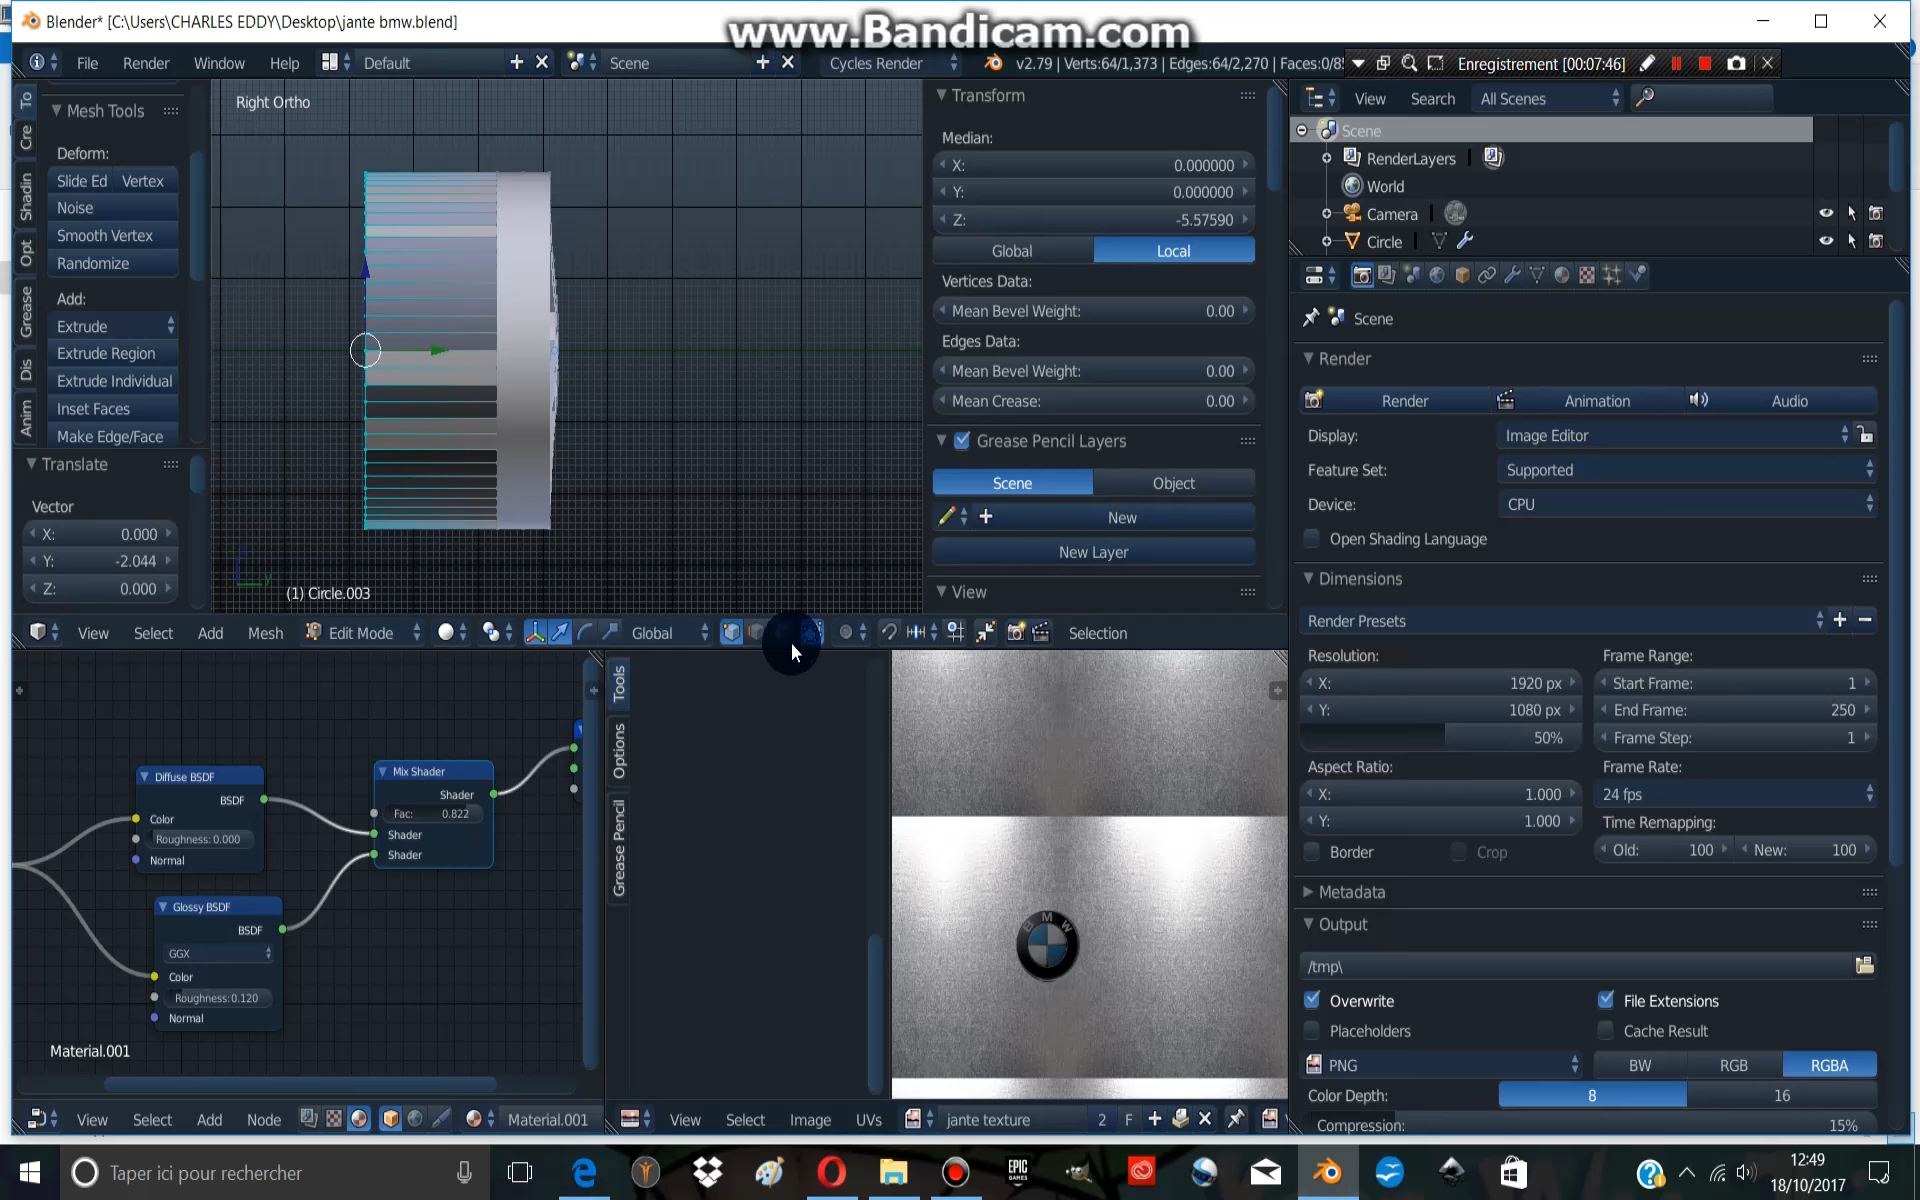 Blender* [C:\Users\CHARLES EDDY\Desktop\jante bmw.blend]
www.Bandicam.com
File Render Window Help Default Scene Cycles Render v2.79 | Verts:64/1,373 | Edges:64/2,270 | Faces:0/85
Enregistrement [00:07:46]
To
Cre
Shadin
Opt
Grease
Dis
Anim
Mesh Tools
Deform:
Slide Ed Vertex
Noise
Smooth Vertex
Randomize
Add:
Extrude
Extrude Region
Extrude Individual
Inset Faces
Make Edge/Face
Translate
Vector
X: 0.000
Y: -2.044
Z: 0.000
Right Ortho
(1) Circle.003
Transform
Median:
X: 0.000000
Y: 0.000000
Z: -5.57590
Global Local
Vertices Data:
Mean Bevel Weight: 0.00
Edges Data:
Mean Bevel Weight: 0.00
Mean Crease: 0.00
Grease Pencil Layers
Scene Object
New
New Layer
View
View Select Add Mesh Edit Mode Global Selection
View Search All Scenes
Scene
RenderLayers
World
Camera
Circle
Scene
Render
Render Animation Audio
Display: Image Editor
Feature Set: Supported
Device: CPU
Open Shading Language
Dimensions
Render Presets
Resolution: Frame Range:
X: 1920 px Start Frame: 1
Y: 1080 px End Frame: 250
50% Frame Step: 1
Aspect Ratio: Frame Rate:
X: 1.000 24 fps
Y: 1.000 Time Remapping:
Border Crop Old: 100 New: 100
Metadata
Output
/tmp\
Overwrite File Extensions
Placeholders Cache Result
PNG BW RGB RGBA
Color Depth: 8 16
Compression: 15%
Diffuse BSDF
BSDF
Color
Roughness: 0.000
Normal
Glossy BSDF
BSDF
GGX
Color
Roughness:0.120
Normal
Mix Shader
Shader
Fac: 0.822
Shader
Shader
Material.001
View Select Add Node Material.001
Tools
Options
Grease Pencil
BMW
View Select Image UVs jante texture 2 F
Taper ici pour rechercher
EPIC
GAMES
12:49
18/10/2017